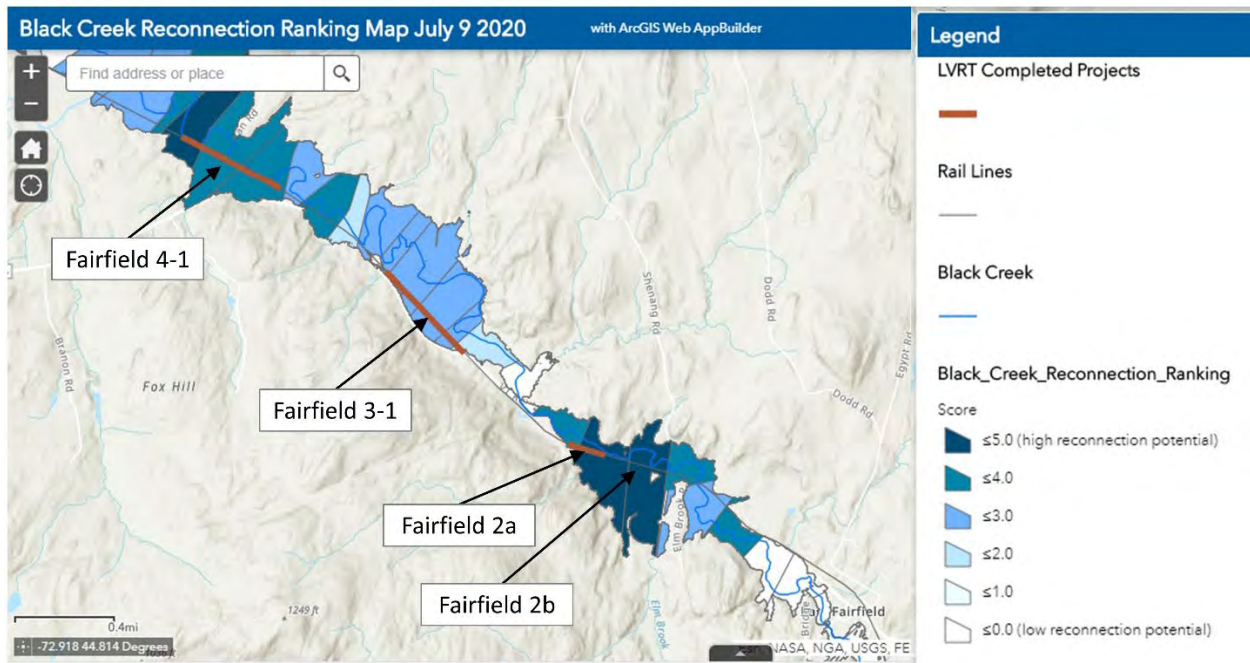 Black Creek Reconnection Ranking Map July 9 2020
with ArcGIS Web AppBuilder
+
Find address or place
−
Fairfield 4-1
Fairfield 3-1
Fairfield 2a
Fairfield 2b
Branon Rd
Fox Hill
Shenang Rd
Dodd Rd
Egypt Rd
Dodd Rd
Elm Brook
Elm Brook
1249 ft
Fairfield
0.4mi
-72.918 44.814 Degrees
NASA, NGA, USGS, FE
Legend
LVRT Completed Projects
Rail Lines
Black Creek
Black_Creek_Reconnection_Ranking
Score
≤5.0 (high reconnection potential)
≤4.0
≤3.0
≤2.0
≤1.0
≤0.0 (low reconnection potential)